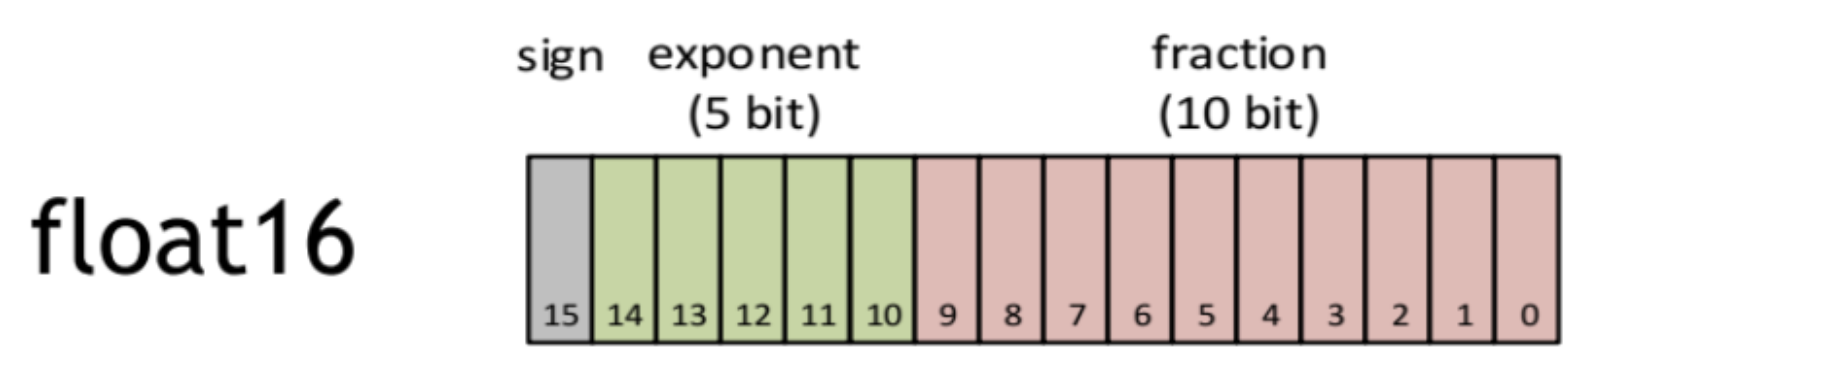 sign exponent fraction
(5 bit) (10 bit)
float16
15 14 13 12 11 10 9 8 7 6 5 4 3 2 1 0